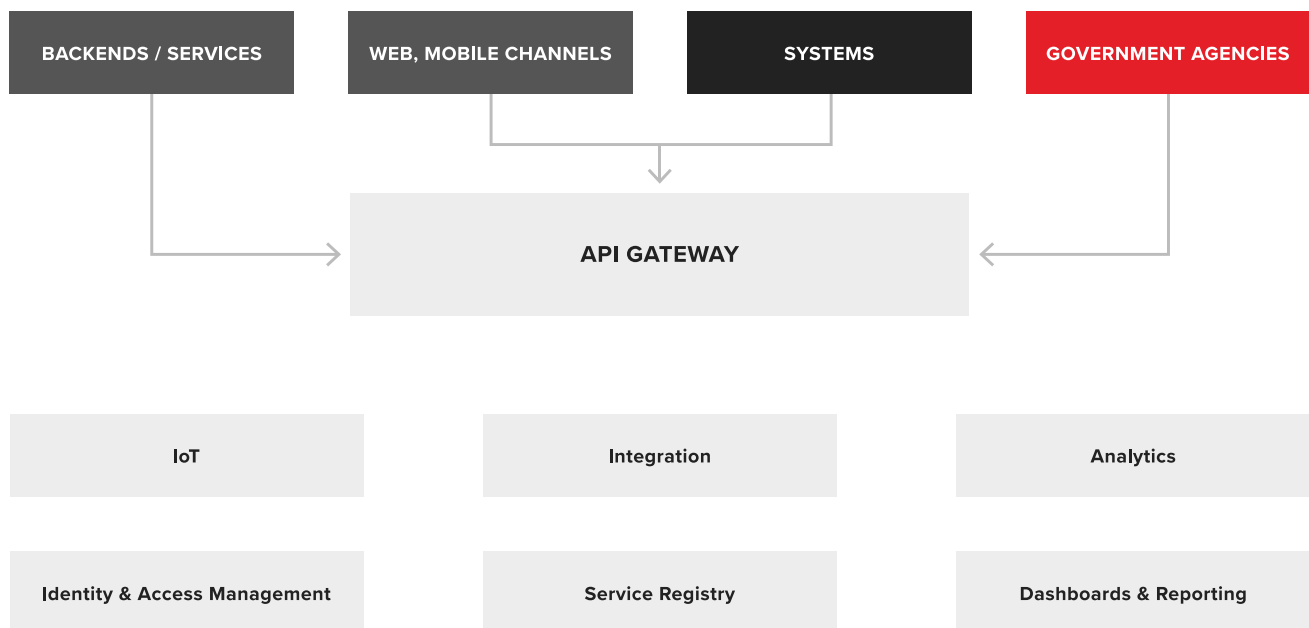 BACKENDS / SERVICES
WEB, MOBILE CHANNELS
SYSTEMS
GOVERNMENT AGENCIES
API GATEWAY
IoT
Integration
Analytics
Identity & Access Management
Service Registry
Dashboards & Reporting